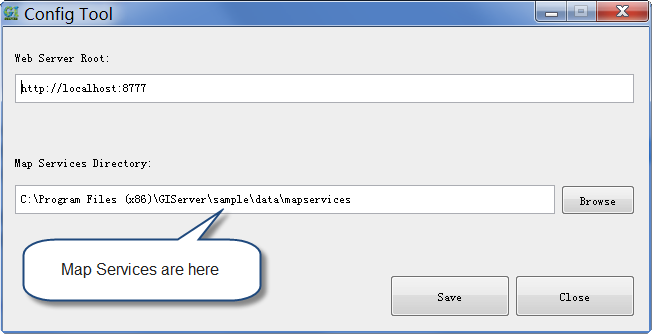 Config Tool
Web Server Root:
http://localhost:8777
Map Services Directory:
C:\Program Files (x86)\GIServer\sample\data\mapservices
Browse
Map Services are here
Save
Close